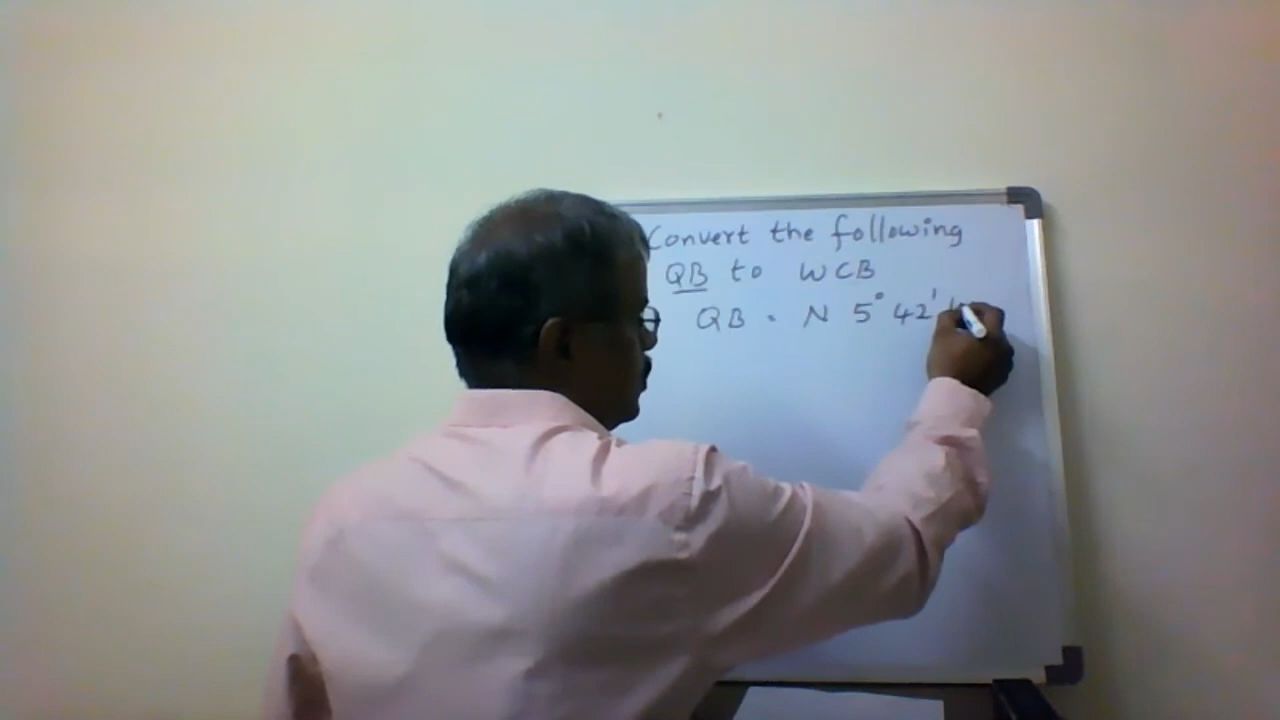 Convert the following
QB to WCB
QB = N 5° 42' W